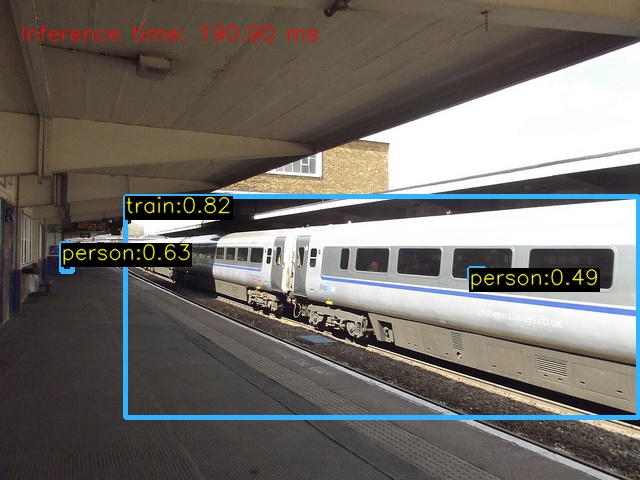 Inference time: 190.90 ms
train:0.82
person:0.63
person:0.49
chilternrailways.co.uk